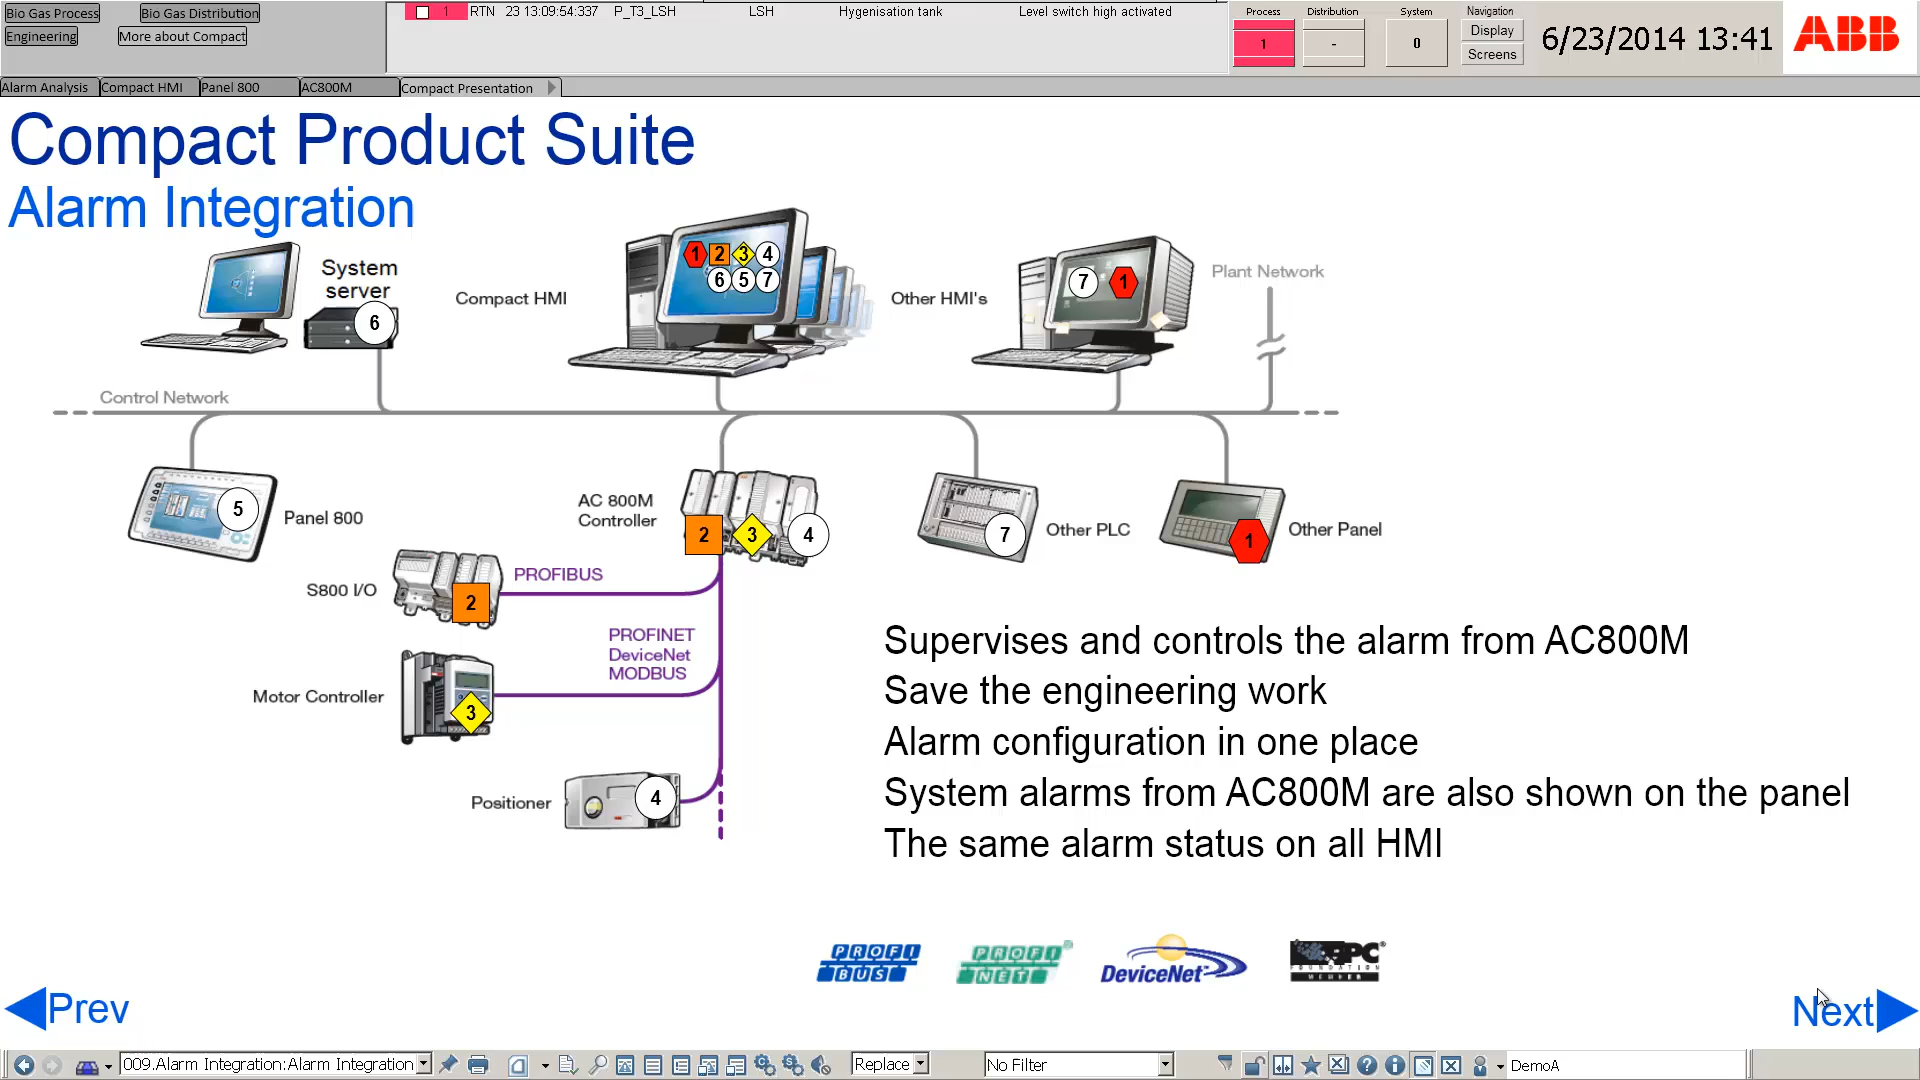 Bio Gas Process
Bio Gas Distribution
Engineering
More about Compact
1 RTN 23 13:09:54:337 P_T3_LSH LSH Hygenisation tank Level switch high activated
Process
Distribution
System
Navigation
1
-
0
Display
Screens
6/23/2014 13:41
ABB
Alarm Analysis
Compact HMI
Panel 800
AC800M
Compact Presentation
Compact Product Suite
Alarm Integration
System
server
6
Compact HMI
1 2 3 4
6 5 7
Other HMI's
7 1
Plant Network
Control Network
5
Panel 800
AC 800M
Controller
2 3 4
7
Other PLC
1
Other Panel
S800 I/O
2
PROFIBUS
PROFINET
DeviceNet
MODBUS
Motor Controller
3
Positioner
4
Supervises and controls the alarm from AC800M
Save the engineering work
Alarm configuration in one place
System alarms from AC800M are also shown on the panel
The same alarm status on all HMI
PROFI
BUS
PROFI
NET
DeviceNet™
OPC
FOUNDATION
MEMBER
Prev
Next
009.Alarm Integration:Alarm Integration
Replace
No Filter
DemoA